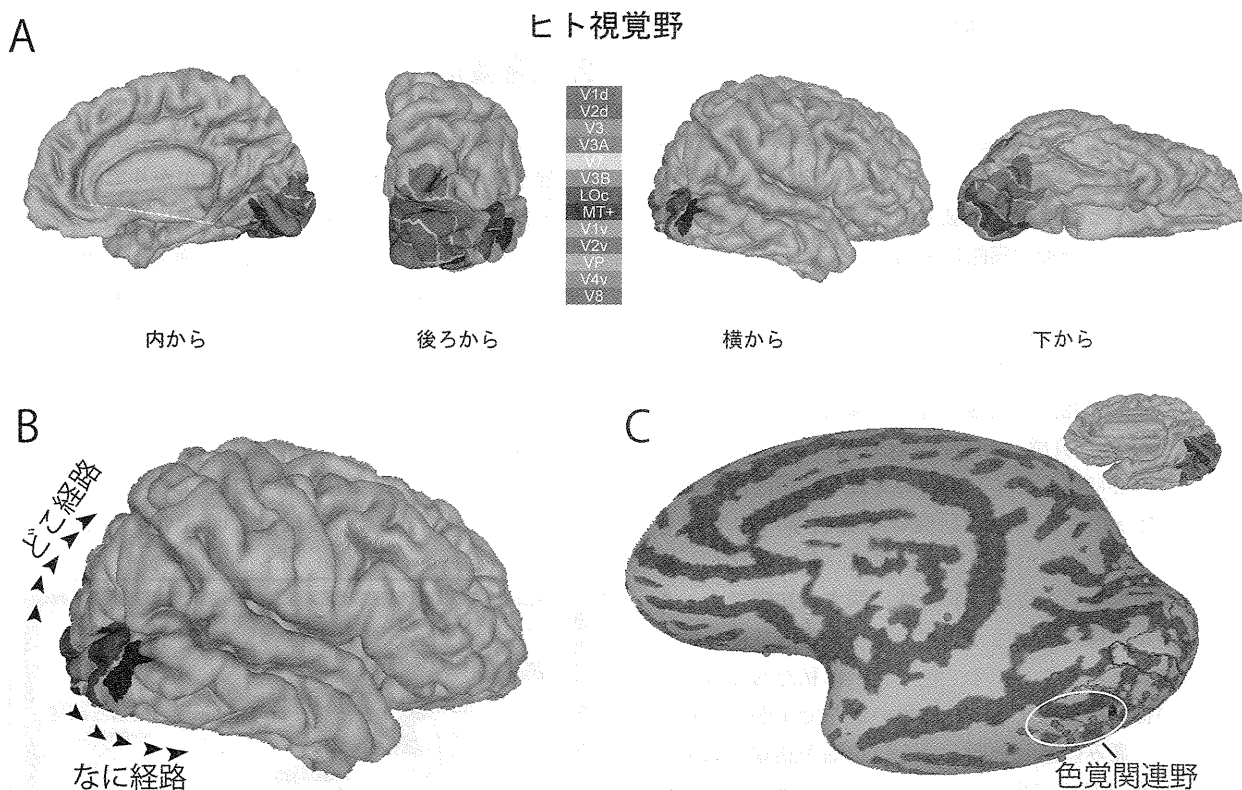 ヒト視覚野
A
V1d
V2d
V3
V3A
V7
V3B
LOc
MT+
V1v
V2v
VP
V4v
V8
内から
後ろから
横から
下から
B
どこ経路
なに経路
C
色覚関連野